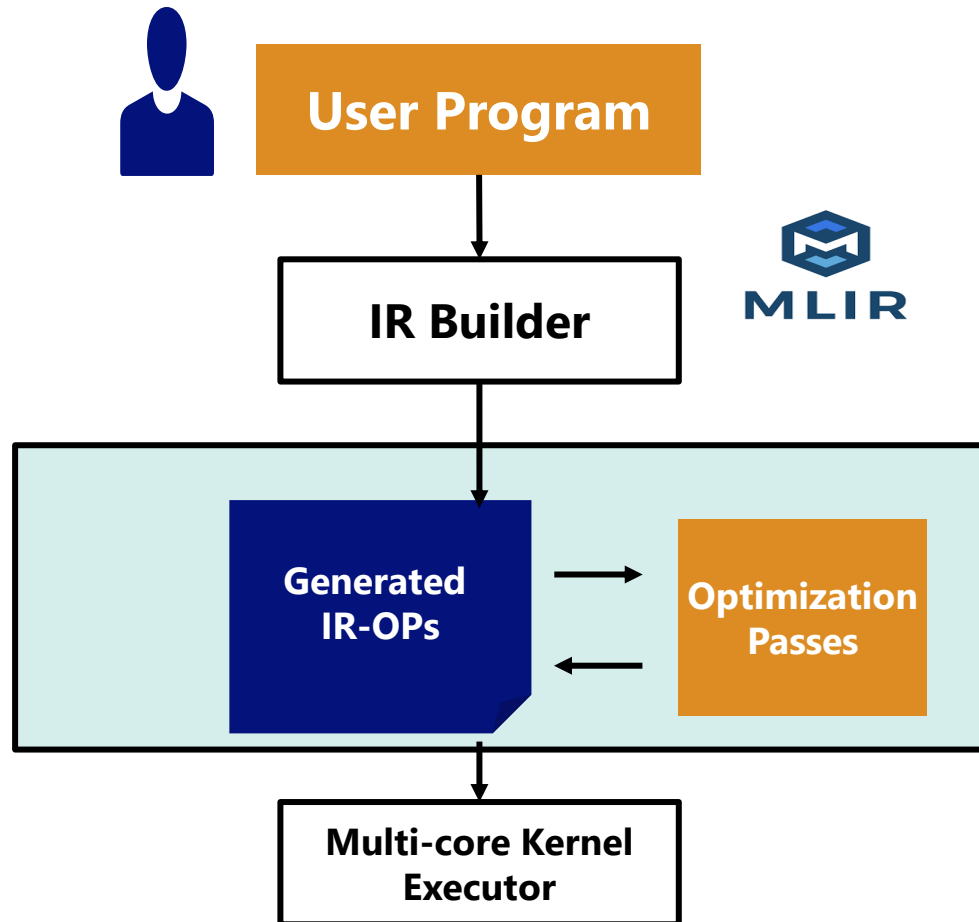 User Program
MLIR
IR Builder
Generated
IR-OPs
Optimization
Passes
Multi-core Kernel
Executor